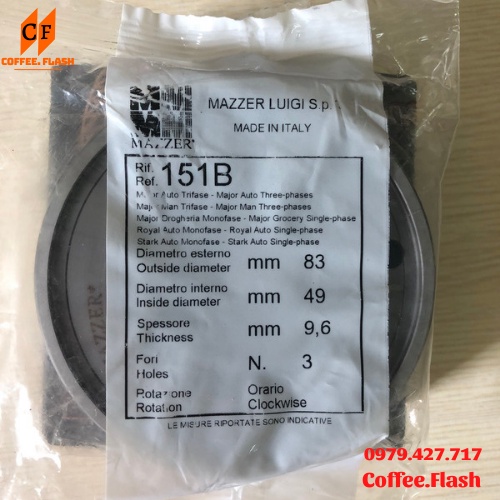 CF
COFFEE.FLASH
MAZZER LUIGI S.p.
MADE IN ITALY
MAZZER®
Rif.
Ref. 151B
Major Auto Trifase - Major Auto Three-phases
Major Man Trifase - Major Man Three-phases
Major Drogheria Monofase - Major Grocery Single-phase
Royal Auto Monofase - Royal Auto Single-phase
Stark Auto Monofase - Stark Auto Single-phase
Diametro esterno
Outside diameter mm 83
Diametro interno
Inside diameter mm 49
Spessore
Thickness mm 9,6
Fori
Holes N. 3
Rotazione Orario
Rotation Clockwise
LE MISURE RIPORTATE SONO INDICATIVE
MAZZER
0979.427.717
Coffee.Flash